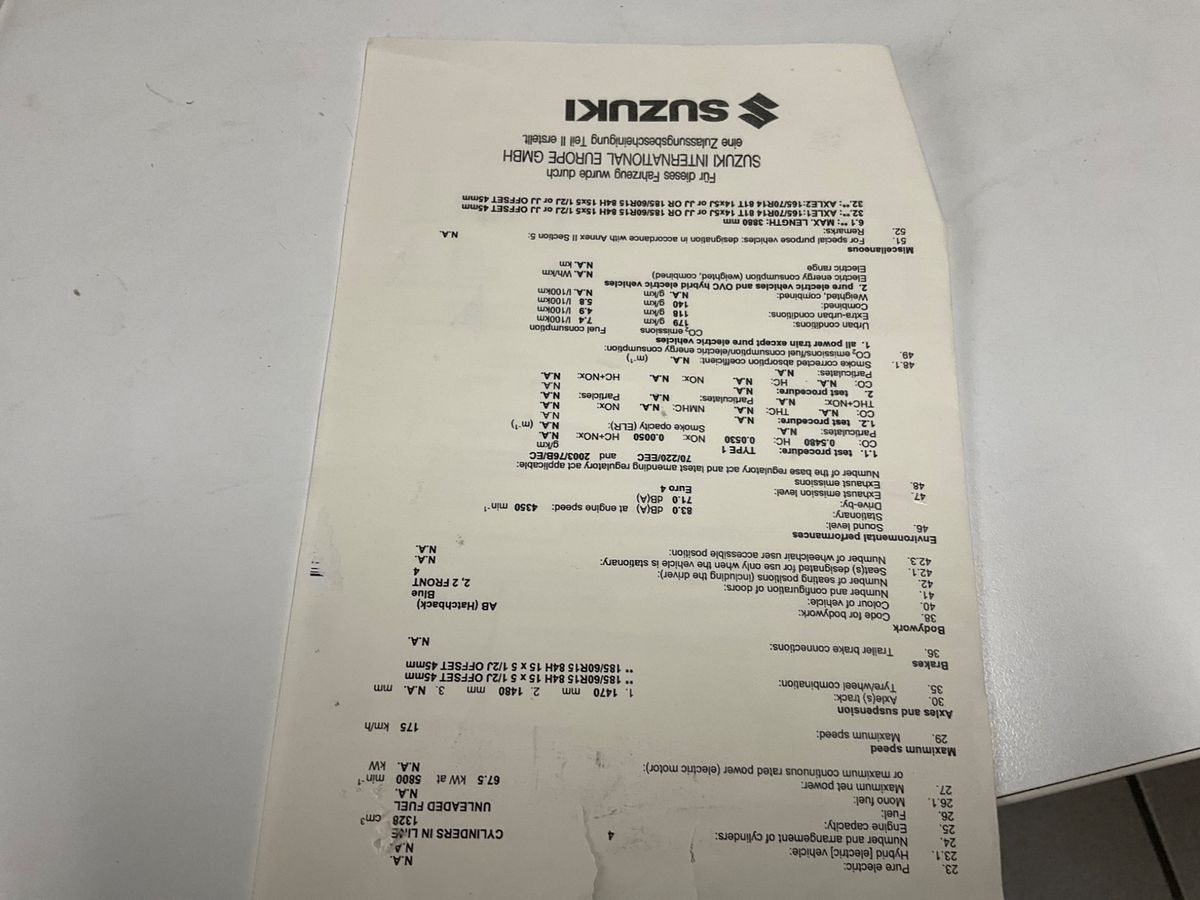 23. Pure electric: N.A.
23.1. Hybrid [electric] vehicle: N.A.
24. Number and arrangement of cylinders: 4 CYLINDERS IN LINE
25. Engine capacity: 1328 cm³
26. Fuel: UNLEADED FUEL
26.1. Mono fuel: N.A.
27. Maximum net power: 67.5 kW at 5800 min⁻¹
or maximum continuous rated power (electric motor): N.A. kW
Maximum speed
29. Maximum speed: 175 km/h
Axles and suspension
30. Axle(s) track: 1. 1470 mm 2. 1480 mm 3. N.A. mm
35. Tyre/wheel combination: ** 185/60R15 84H 15 x 5 1/2J OFFSET 45mm
** 185/60R15 84H 15 x 5 1/2J OFFSET 45mm
Brakes
36. Trailer brake connections: N.A.
Bodywork
38. Code for bodywork: AB (Hatchback)
40. Colour of vehicle: Blue
41. Number and configuration of doors: 2, 2 FRONT
42. Number of seating positions (including the driver): 4
42.1. Seat(s) designated for use only when the vehicle is stationary: N.A.
42.3. Number of wheelchair user accessible position: N.A.
Environmental performances
46. Sound level:
Stationary: 83.0 dB(A) at engine speed: 4350 min⁻¹
Drive-by: 71.0 dB(A)
47. Exhaust emission level: Euro 4
48. Exhaust emissions
Number of the base regulatory act and latest amending regulatory act applicable:
70/220/EEC and 2003/76B/EC
1.1. test procedure: TYPE 1 g/km
CO: 0.5480 HC: 0.0530 NOx: 0.0050 HC+NOx: N.A.
Particulates: N.A. Smoke opacity (ELR): N.A. (m⁻¹)
1.2. test procedure: N.A. N.A.
CO: N.A. THC: N.A. NMHC: N.A. NOx: N.A.
THC+NOx: N.A. Particulates: N.A. Particles: N.A.
2. test procedure: N.A. N.A.
CO: N.A. HC: N.A. NOx: N.A. HC+NOx: N.A.
Particulates: N.A.
48.1. Smoke corrected absorption coefficient: N.A. (m⁻¹)
49. CO₂ emissions/fuel consumption/electric energy consumption:
1. all power train except pure electric vehicles
CO₂ emissions Fuel consumption
Urban conditions: 179 g/km 7.4 l/100km
Extra-urban conditions: 118 g/km 4.9 l/100km
Combined: 140 g/km 5.8 l/100km
Weighted, combined: N.A. g/km N.A. l/100km
2. pure electric vehicles and OVC hybrid electric vehicles
Electric energy consumption (weighted, combined) N.A. Wh/km
Electric range N.A. km
Miscellaneous
51. For special purpose vehicles: designation in accordance with Annex II Section 5: N.A.
52. Remarks:
6.1 **: MAX. LENGTH: 3880 mm
32.**: AXLE1:165/70R14 81T 14x5J or JJ OR 185/60R15 84H 15x5 1/2J or JJ OFFSET 45mm
32.**: AXLE2:165/70R14 81T 14x5J or JJ OR 185/60R15 84H 15x5 1/2J or JJ OFFSET 45mm
Für dieses Fahrzeug wurde durch
SUZUKI INTERNATIONAL EUROPE GMBH
eine Zulassungsbescheinigung Teil II erstellt.
SUZUKI